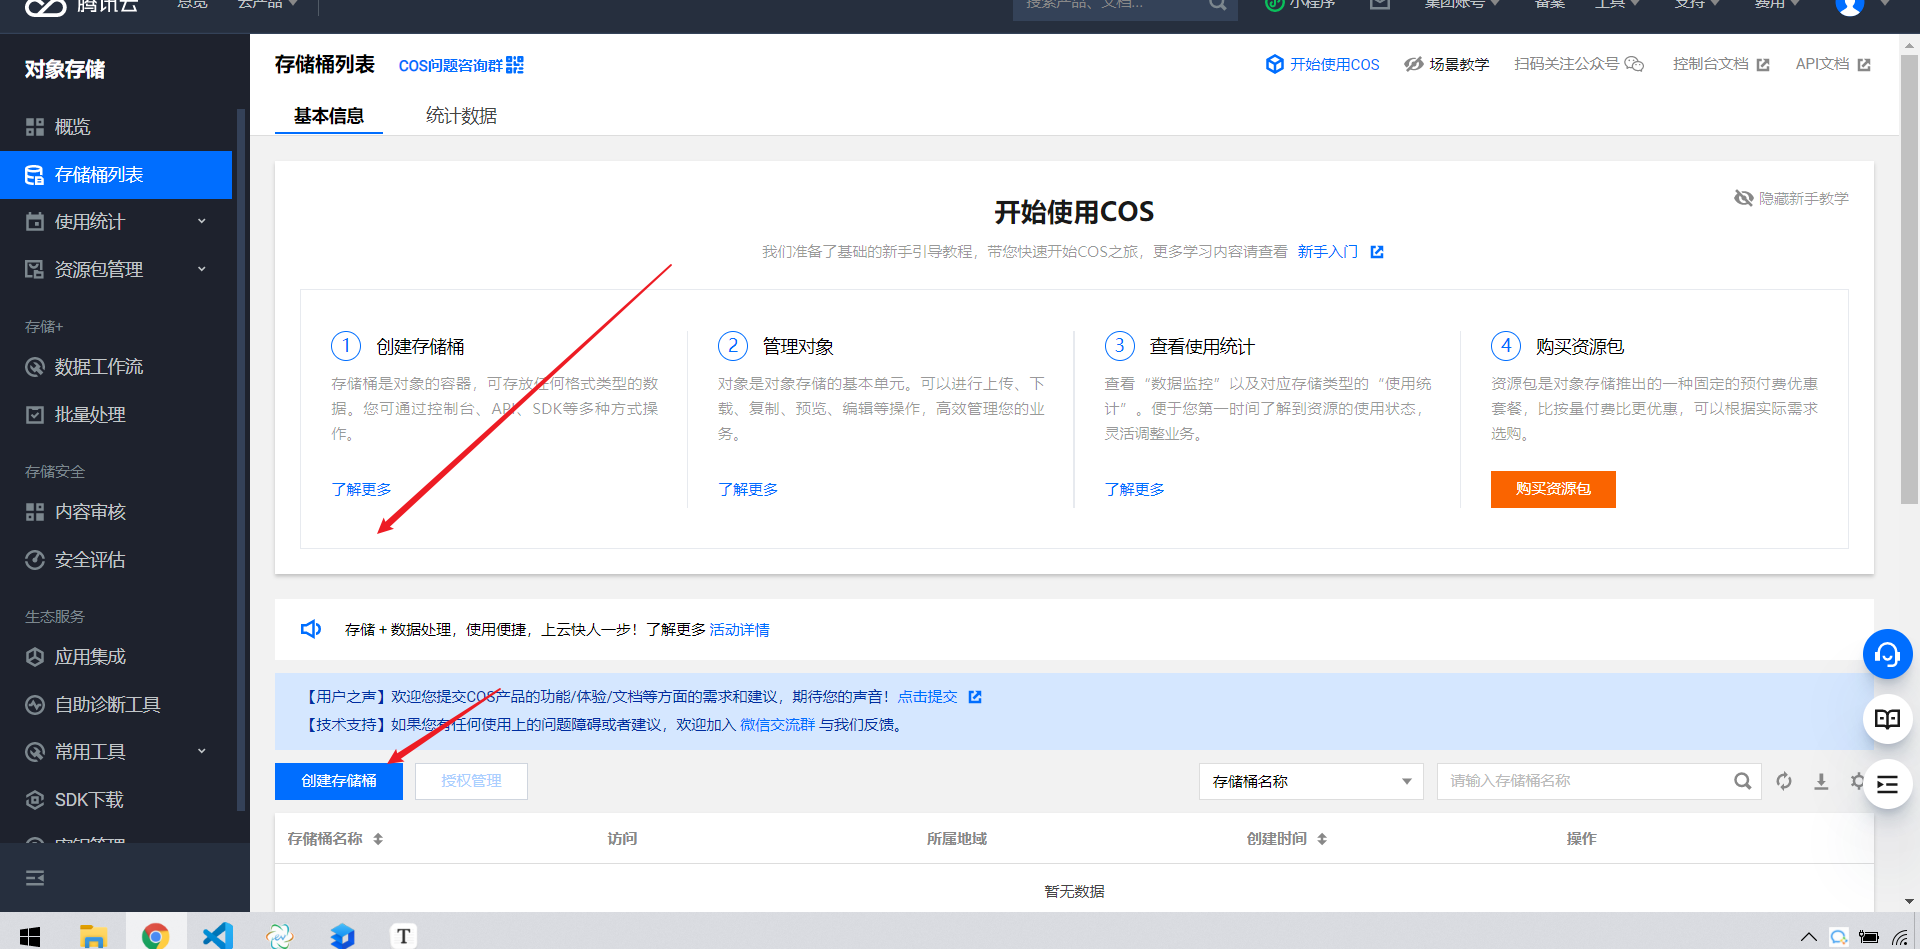 腾讯云 总览 云产品 搜索产品、文档... 小程序 集团账号 备案 工具 支持 费用
对象存储
概览
存储桶列表
使用统计
资源包管理
存储+
数据工作流
批量处理
存储安全
内容审核
安全评估
生态服务
应用集成
自助诊断工具
常用工具
SDK下载
密钥管理
存储桶列表 COS问题咨询群 开始使用COS 场景教学 扫码关注公众号 控制台文档 API文档
基本信息 统计数据
隐藏新手教学
开始使用COS
我们准备了基础的新手引导教程，带您快速开始COS之旅，更多学习内容请查看 新手入门
1 创建存储桶
存储桶是对象的容器，可存放任何格式类型的数
据。您可通过控制台、API、SDK等多种方式操
作。
了解更多
2 管理对象
对象是对象存储的基本单元。可以进行上传、下
载、复制、预览、编辑等操作，高效管理您的业
务。
了解更多
3 查看使用统计
查看“数据监控”以及对应存储类型的“使用统
计”。便于您第一时间了解到资源的使用状态，
灵活调整业务。
了解更多
4 购买资源包
资源包是对象存储推出的一种固定的预付费优惠
套餐，比按量付费比更优惠，可以根据实际需求
选购。
购买资源包
存储 + 数据处理，使用便捷，上云快人一步！了解更多 活动详情
【用户之声】欢迎您提交COS产品的功能/体验/文档等方面的需求和建议，期待您的声音！点击提交
【技术支持】如果您有任何使用上的问题障碍或者建议，欢迎加入 微信交流群 与我们反馈。
创建存储桶 授权管理 存储桶名称 请输入存储桶名称
存储桶名称 访问 所属地域 创建时间 操作
暂无数据
T